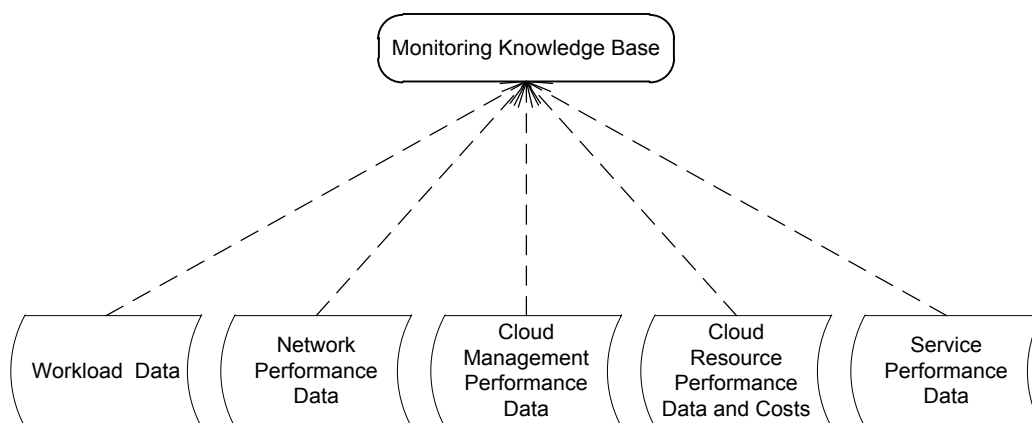 Monitoring Knowledge Base
Workload Data
Network
Performance
Data
Cloud
Management
Performance
Data
Cloud
Resource
Performance
Data and Costs
Service
Performance
Data